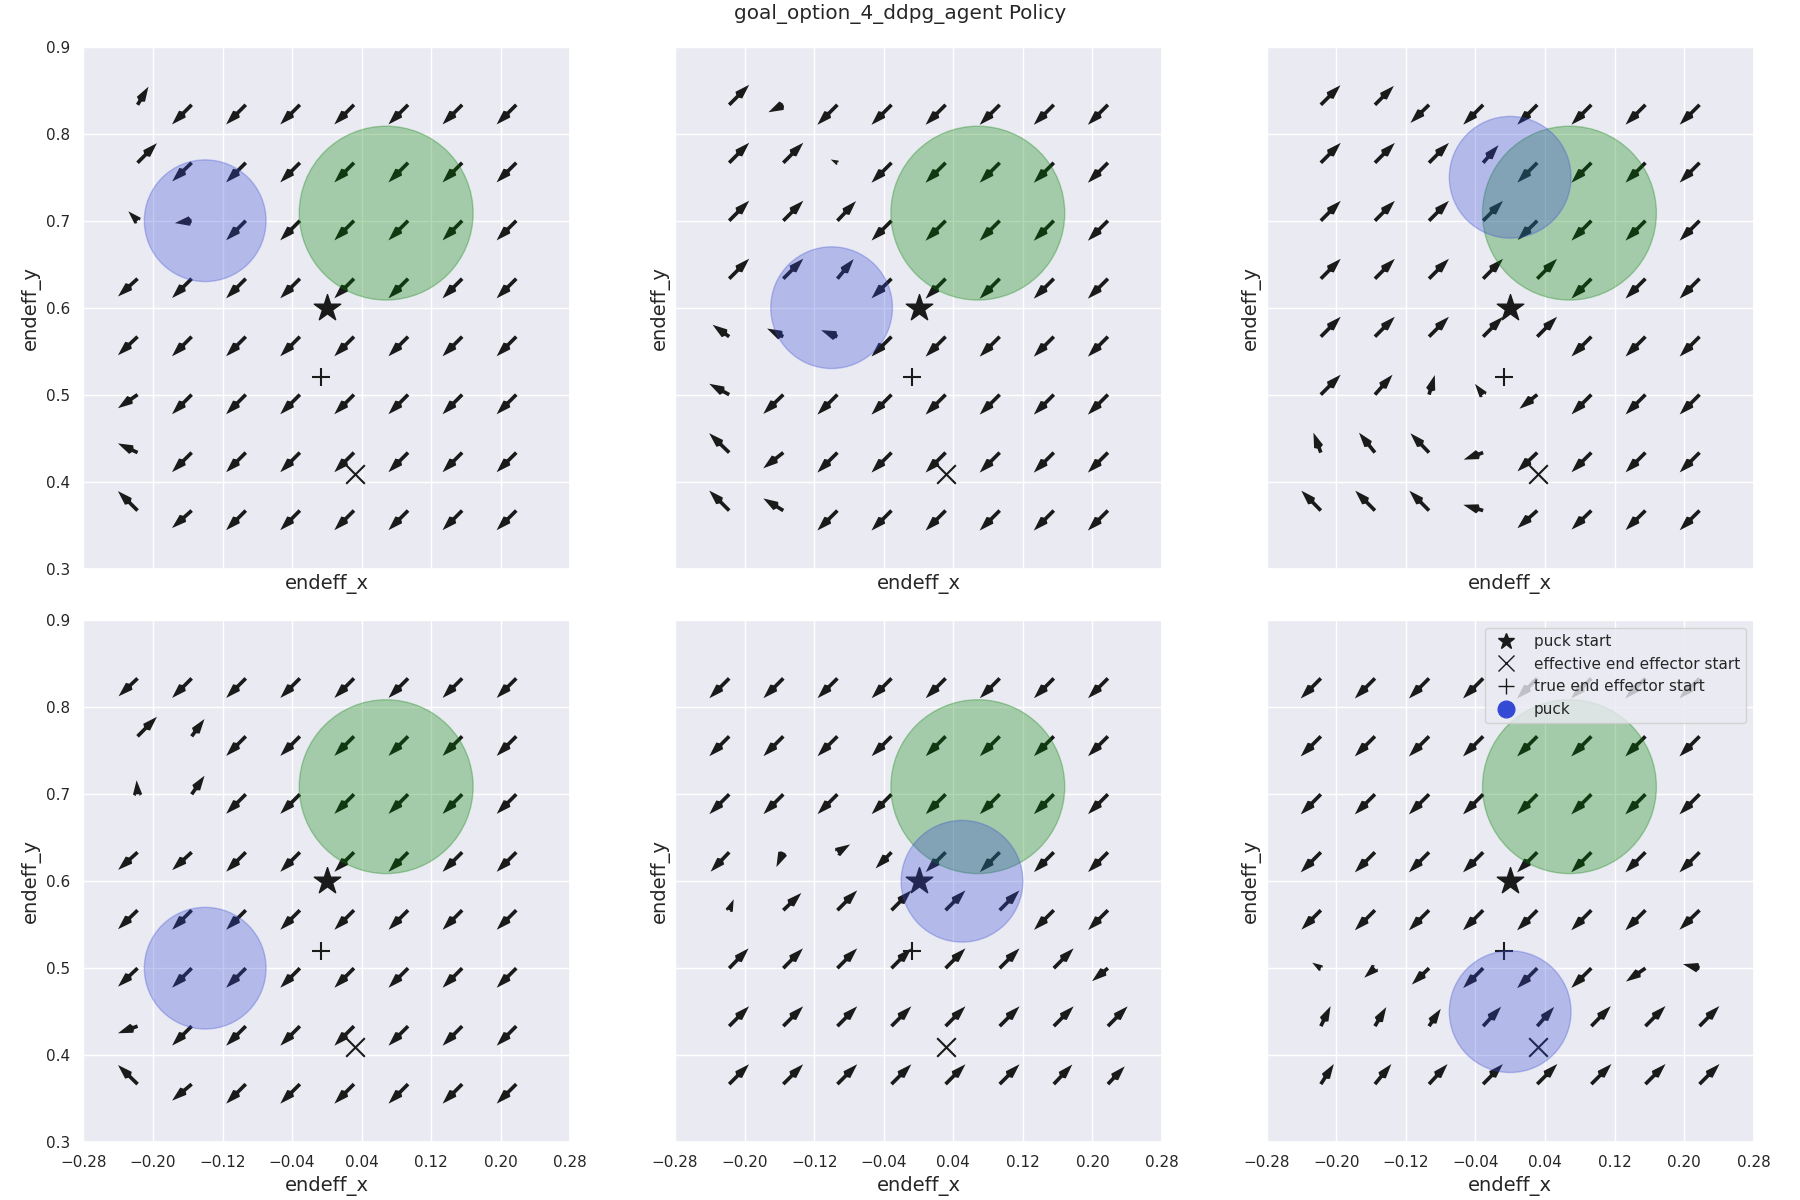 goal_option_4_ddpg_agent Policy
0.9
0.8
0.7
0.6
0.5
0.4
0.3
endeff_y
endeff_x
endeff_y
endeff_x
endeff_y
endeff_x
0.9
0.8
0.7
0.6
0.5
0.4
0.3
endeff_y
−0.28 −0.20 −0.12 −0.04 0.04 0.12 0.20 0.28
endeff_x
endeff_y
−0.28 −0.20 −0.12 −0.04 0.04 0.12 0.20 0.28
endeff_x
puck start
effective end effector start
true end effector start
puck
endeff_y
−0.28 −0.20 −0.12 −0.04 0.04 0.12 0.20 0.28
endeff_x